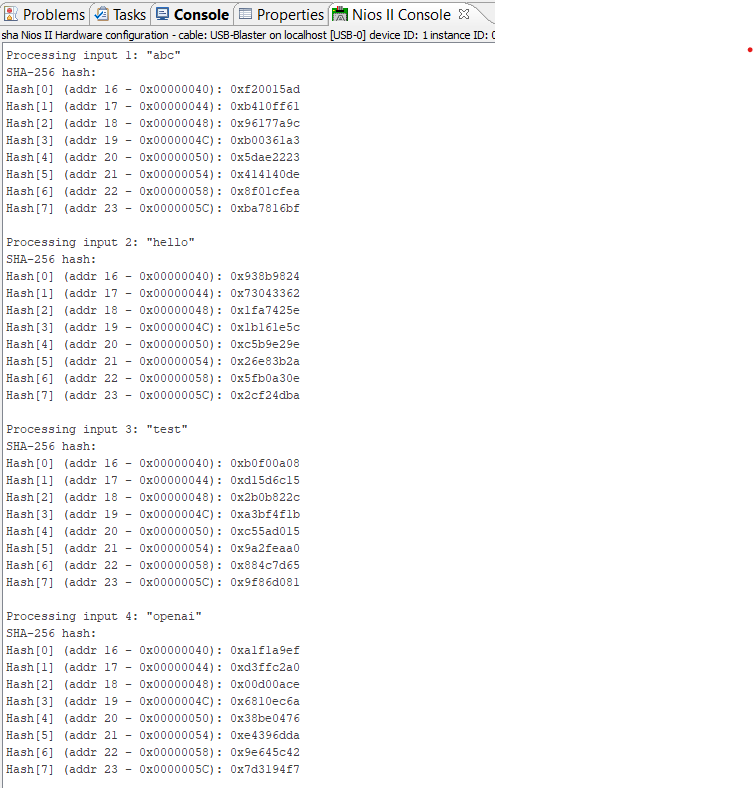 Problems Tasks Console Properties Nios II Console
sha Nios II Hardware configuration - cable: USB-Blaster on localhost [USB-0] device ID: 1 instance ID: 0
Processing input 1: "abc"
SHA-256 hash:
Hash[0] (addr 16 - 0x00000040): 0xf20015ad
Hash[1] (addr 17 - 0x00000044): 0xb410ff61
Hash[2] (addr 18 - 0x00000048): 0x96177a9c
Hash[3] (addr 19 - 0x0000004C): 0xb00361a3
Hash[4] (addr 20 - 0x00000050): 0x5dae2223
Hash[5] (addr 21 - 0x00000054): 0x414140de
Hash[6] (addr 22 - 0x00000058): 0x8f01cfea
Hash[7] (addr 23 - 0x0000005C): 0xba7816bf
Processing input 2: "hello"
SHA-256 hash:
Hash[0] (addr 16 - 0x00000040): 0x938b9824
Hash[1] (addr 17 - 0x00000044): 0x73043362
Hash[2] (addr 18 - 0x00000048): 0x1fa7425e
Hash[3] (addr 19 - 0x0000004C): 0x1b161e5c
Hash[4] (addr 20 - 0x00000050): 0xc5b9e29e
Hash[5] (addr 21 - 0x00000054): 0x26e83b2a
Hash[6] (addr 22 - 0x00000058): 0x5fb0a30e
Hash[7] (addr 23 - 0x0000005C): 0x2cf24dba
Processing input 3: "test"
SHA-256 hash:
Hash[0] (addr 16 - 0x00000040): 0xb0f00a08
Hash[1] (addr 17 - 0x00000044): 0xd15d6c15
Hash[2] (addr 18 - 0x00000048): 0x2b0b822c
Hash[3] (addr 19 - 0x0000004C): 0xa3bf4f1b
Hash[4] (addr 20 - 0x00000050): 0xc55ad015
Hash[5] (addr 21 - 0x00000054): 0x9a2feaa0
Hash[6] (addr 22 - 0x00000058): 0x884c7d65
Hash[7] (addr 23 - 0x0000005C): 0x9f86d081
Processing input 4: "openai"
SHA-256 hash:
Hash[0] (addr 16 - 0x00000040): 0xa1f1a9ef
Hash[1] (addr 17 - 0x00000044): 0xd3ffc2a0
Hash[2] (addr 18 - 0x00000048): 0x00d00ace
Hash[3] (addr 19 - 0x0000004C): 0x6810ec6a
Hash[4] (addr 20 - 0x00000050): 0x38be0476
Hash[5] (addr 21 - 0x00000054): 0xe4396dda
Hash[6] (addr 22 - 0x00000058): 0x9e645c42
Hash[7] (addr 23 - 0x0000005C): 0x7d3194f7